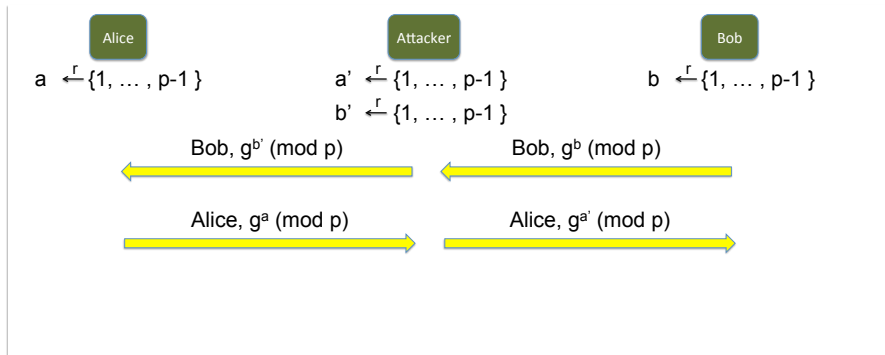 Alice Attacker Bob
a ←r {1, … , p-1 } a’ ←r {1, … , p-1 } b ←r {1, … , p-1 }
b’ ←r {1, … , p-1 }
Bob, g^b’ (mod p) Bob, g^b (mod p)
Alice, g^a (mod p) Alice, g^a’ (mod p)